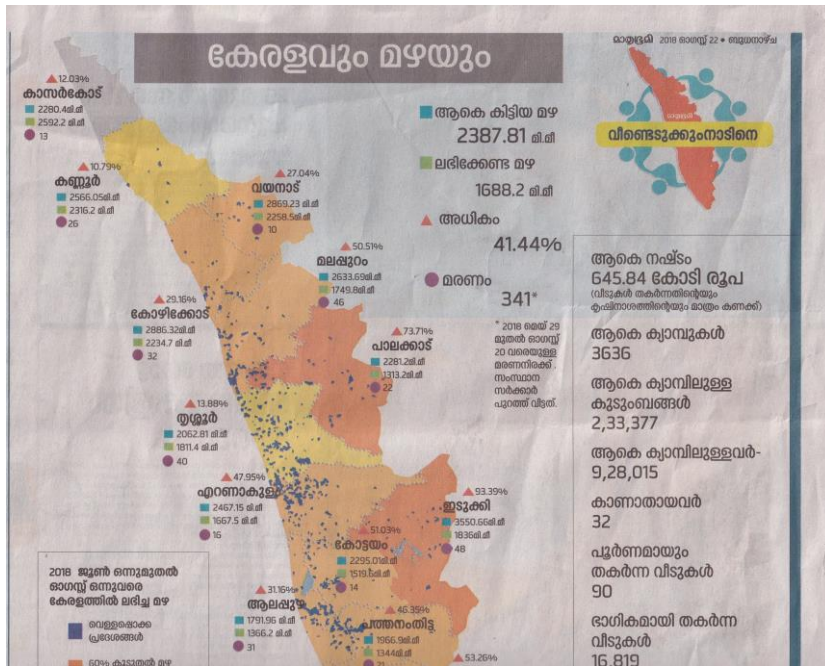 കേരളവും മഴയും
മാതൃഭൂമി 2018 ഓഗസ്റ്റ് 22 • ബുധനാഴ്ച
മാതൃഭൂമി
വീണ്ടെടുക്കുംനാടിനെ
12.03%
കാസർകോട്
2280.4മി.മീ
2592.2 മി.മീ
13
10.79%
കണ്ണൂർ
2566.05മി.മീ
2316.2 മി.മീ
26
27.04%
വയനാട്
2869.23 മി.മീ
2258.5മി.മീ
10
50.51%
മലപ്പുറം
2633.69മി.മീ
1749.8മി.മീ
46
29.16%
കോഴിക്കോട്
2886.32മി.മീ
2234.7 മി.മീ
32
73.71%
പാലക്കാട്
2281.2മി.മീ
1313.2മി.മീ
22
13.88%
തൃശ്ശൂർ
2062.81 മി.മീ
1811.4 മി.മീ
40
47.95%
എറണാകുളം
2467.15 മി.മീ
1667.5 മി.മീ
16
93.39%
ഇടുക്കി
3550.66മി.മീ
1836മി.മീ
48
51.03%
കോട്ടയം
2295.01മി.മീ
1519.6മി.മീ
14
31.16%
ആലപ്പുഴ
1791.96 മി.മീ
1366.2 മി.മീ
31
46.35%
പത്തനംതിട്ട
1966.9മി.മീ
1344മി.മീ
53.26%
ആകെ കിട്ടിയ മഴ
2387.81 മി.മീ
ലഭിക്കേണ്ട മഴ
1688.2 മി.മീ
അധികം
41.44%
മരണം
341*
* 2018 മെയ് 29
മുതൽ ഓഗസ്റ്റ്
20 വരെയുള്ള
മരണനിരക്ക്.
സംസ്ഥാന
സർക്കാർ
പുറത്ത് വിട്ടത്.
ആകെ നഷ്ടം
645.84 കോടി രൂപ
(വീടുകൾ തകർന്നതിന്റെയും
കൃഷിനാശത്തിന്റെയും മാത്രം കണക്ക്)
ആകെ ക്യാമ്പുകൾ
3636
ആകെ ക്യാമ്പിലുള്ള
കുടുംബങ്ങൾ
2,33,377
ആകെ ക്യാമ്പിലുള്ളവർ-
9,28,015
കാണാതായവർ
32
പൂർണമായും
തകർന്ന വീടുകൾ
90
ഭാഗികമായി തകർന്ന
വീടുകൾ
16,819
2018 ജൂൺ ഒന്നുമുതൽ
ഓഗസ്റ്റ് ഒന്നുവരെ
കേരളത്തിൽ ലഭിച്ച മഴ
വെള്ളപ്പൊക്ക
പ്രദേശങ്ങൾ
60% കൂടുതൽ മഴ